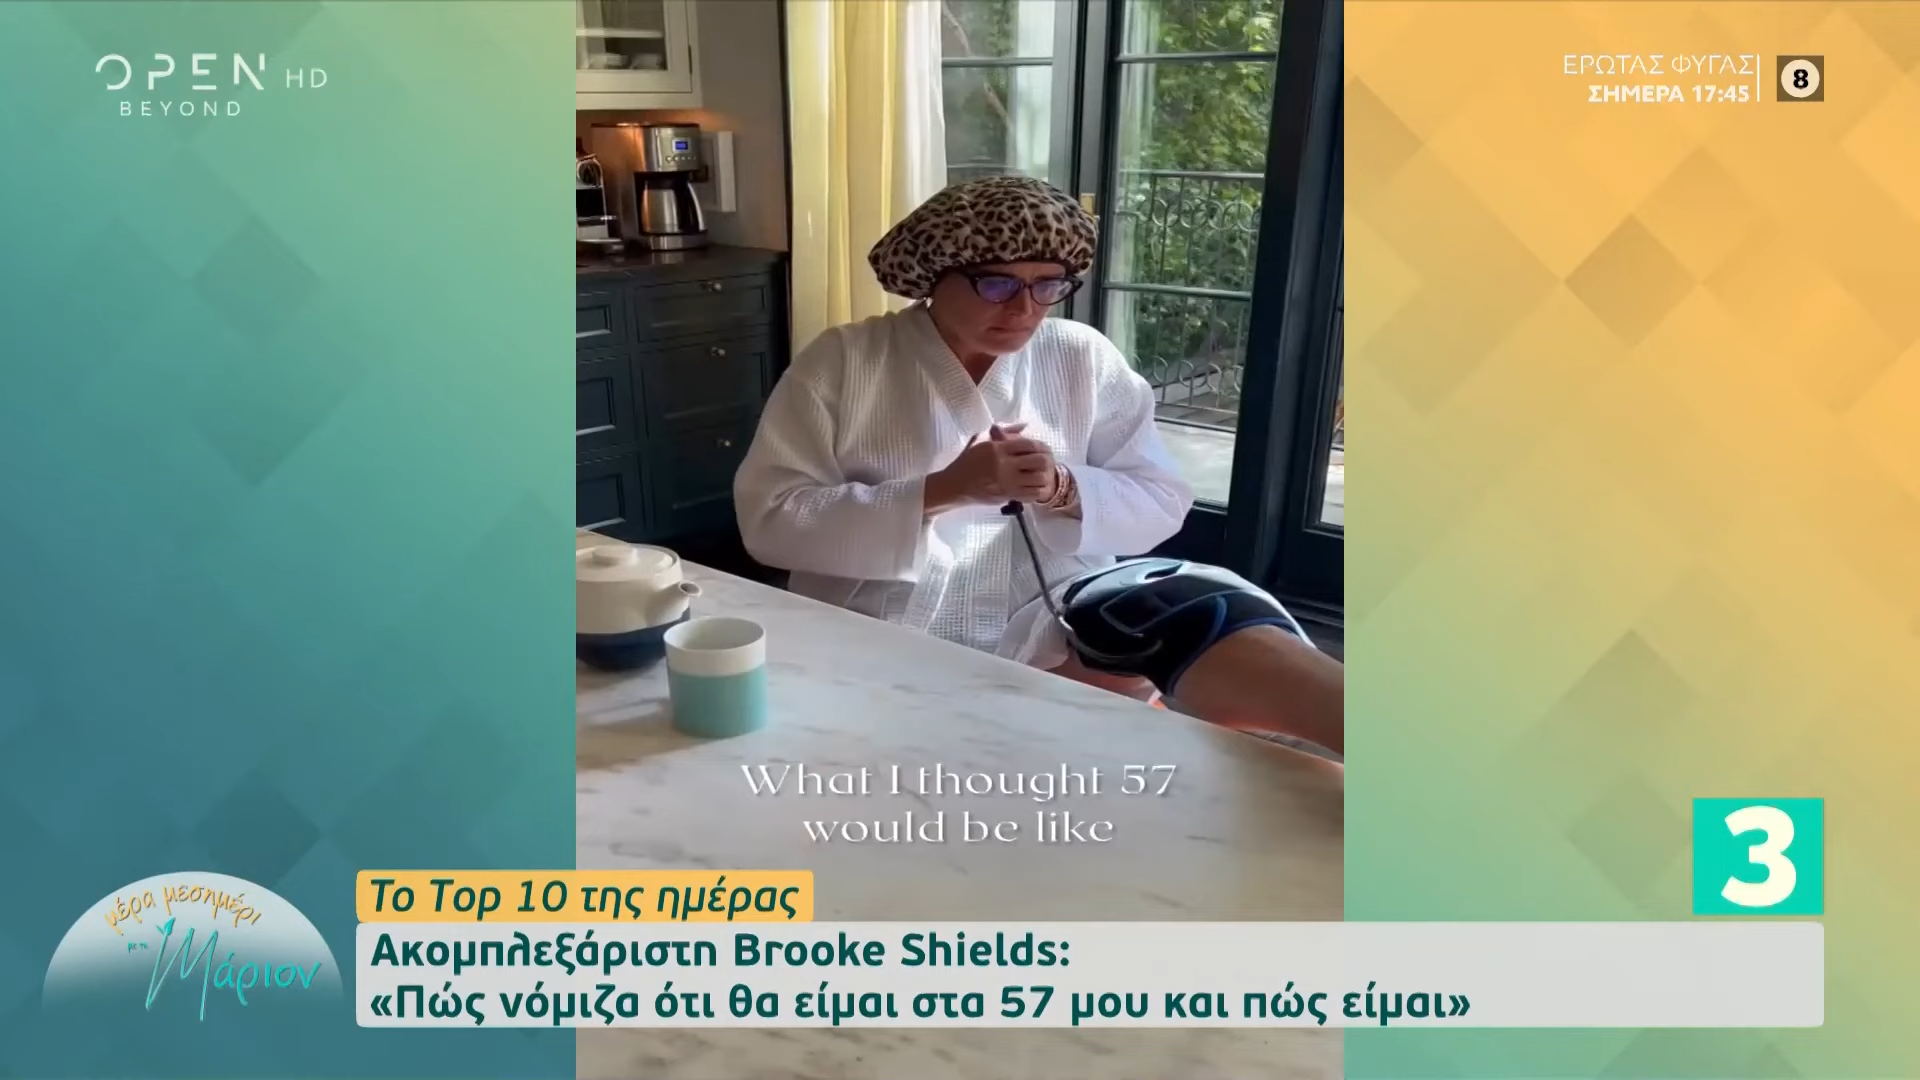 OPEN HD
BEYOND
ΕΡΩΤΑΣ ΦΥΓΑΣ
ΣΗΜΕΡΑ 17:45
8
What I thought 57
would be like
3
Το Top 10 της ημέρας
Ακομπλεξάριστη Brooke Shields:
«Πώς νόμιζα ότι θα είμαι στα 57 μου και πώς είμαι»
μέρα μεσημέρι
με τη
Μάριον